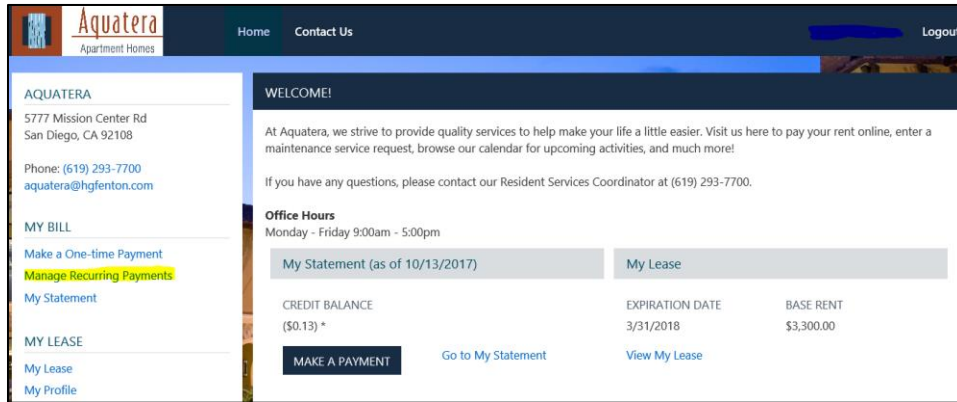 Aquatera
Apartment Homes
Home
Contact Us
Logout
AQUATERA
5777 Mission Center Rd
San Diego, CA 92108
Phone: (619) 293-7700
aquatera@hgfenton.com
MY BILL
Make a One-time Payment
Manage Recurring Payments
My Statement
MY LEASE
My Lease
My Profile
WELCOME!
At Aquatera, we strive to provide quality services to help make your life a little easier. Visit us here to pay your rent online, enter a
maintenance service request, browse our calendar for upcoming activities, and much more!
If you have any questions, please contact our Resident Services Coordinator at (619) 293-7700.
Office Hours
Monday - Friday 9:00am - 5:00pm
My Statement (as of 10/13/2017)
CREDIT BALANCE
($0.13) *
MAKE A PAYMENT
Go to My Statement
My Lease
EXPIRATION DATE
3/31/2018
BASE RENT
$3,300.00
View My Lease